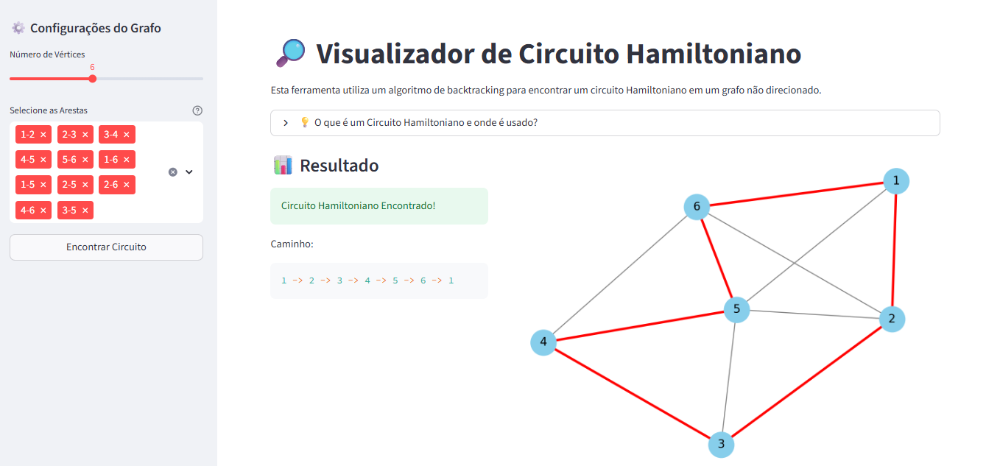 Configurações do Grafo
Número de Vértices
6
Selecione as Arestas
1-2 × 2-3 × 3-4 ×
4-5 × 5-6 × 1-6 ×
1-5 × 2-5 × 2-6 ×
4-6 × 3-5 ×
Encontrar Circuito
Visualizador de Circuito Hamiltoniano
Esta ferramenta utiliza um algoritmo de backtracking para encontrar um circuito Hamiltoniano em um grafo não direcionado.
O que é um Circuito Hamiltoniano e onde é usado?
Resultado
Circuito Hamiltoniano Encontrado!
Caminho:
1 -> 2 -> 3 -> 4 -> 5 -> 6 -> 1
1
6
5
2
4
3